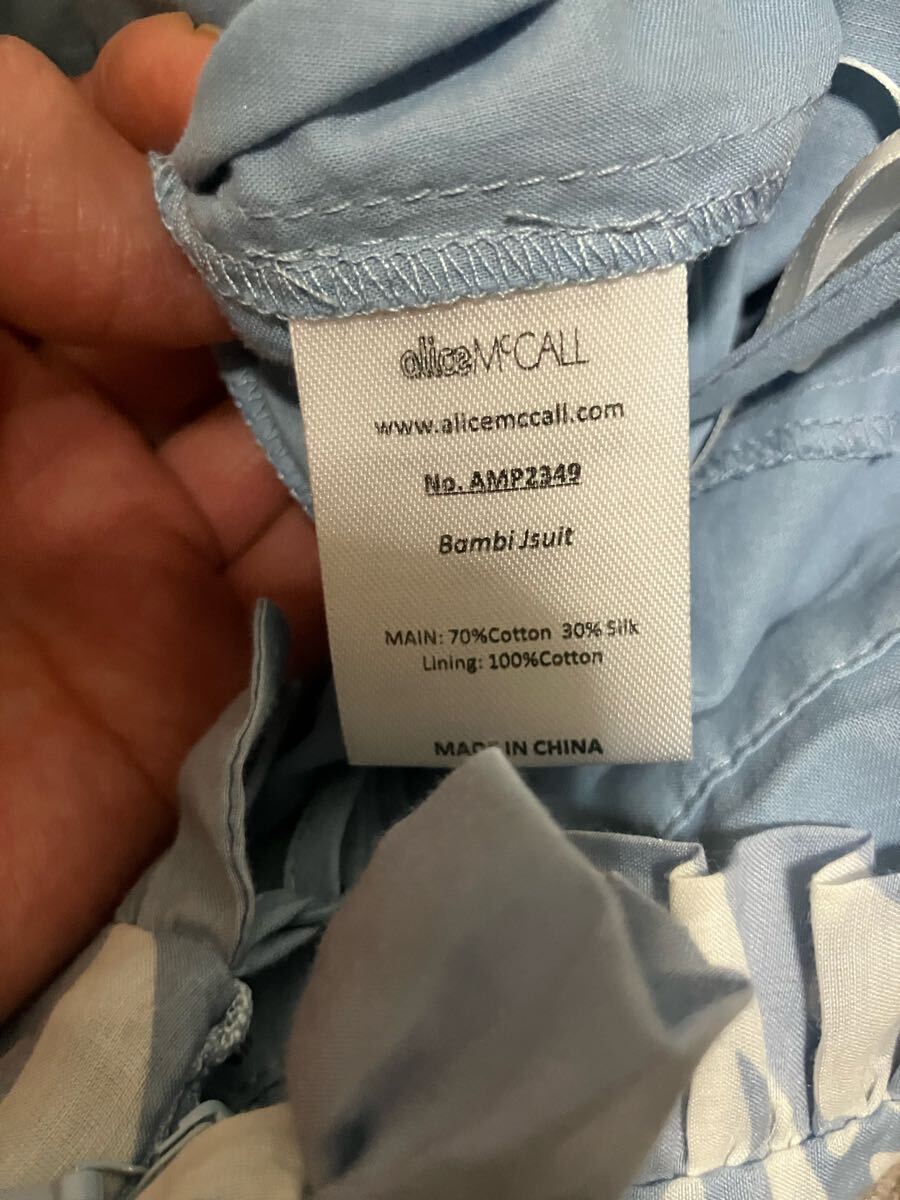 aliceMcCALL
www.alicemccall.com
No. AMP2349
Bambi Jsuit
MAIN: 70%Cotton 30% Silk
Lining: 100%Cotton
MADE IN CHINA